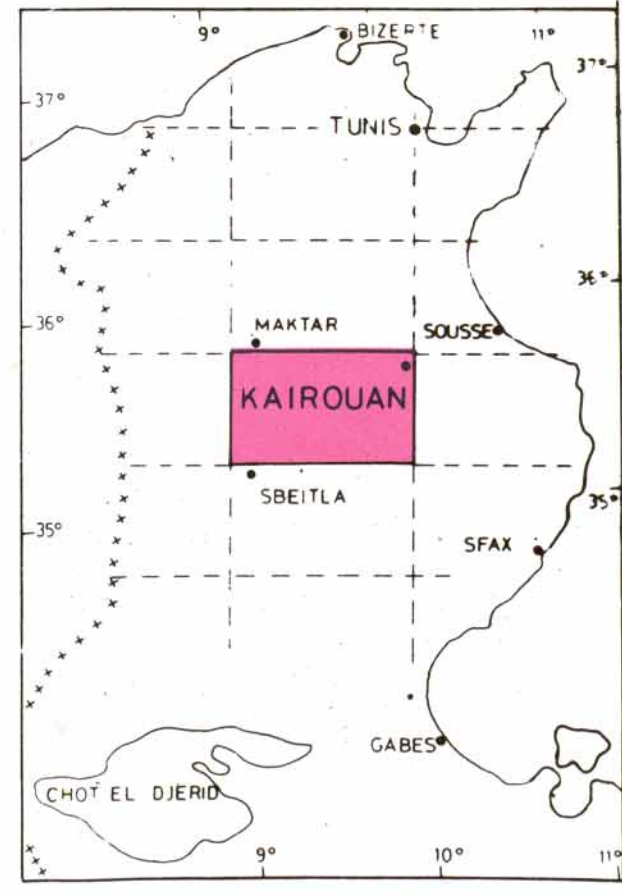 9°
BIZERTE
11°
37°
37°
TUNIS
36°
36°
MAKTAR
SOUSSE
KAIROUAN
SBEITLA
35°
35°
SFAX
GABES
CHOT EL DJERID
9°
10°
11°